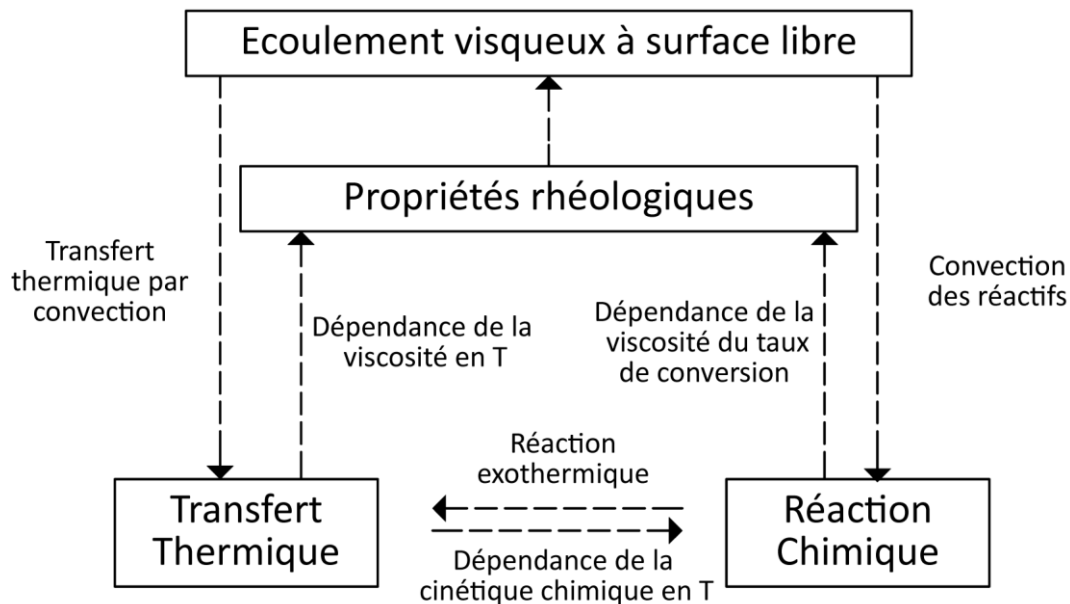 Ecoulement visqueux à surface libre
Propriétés rhéologiques
Transfert
thermique par
convection
Dépendance de la
viscosité en T
Dépendance de la
viscosité du taux
de conversion
Convection
des réactifs
Réaction
exothermique
Transfert
Thermique
Réaction
Chimique
Dépendance de la
cinétique chimique en T